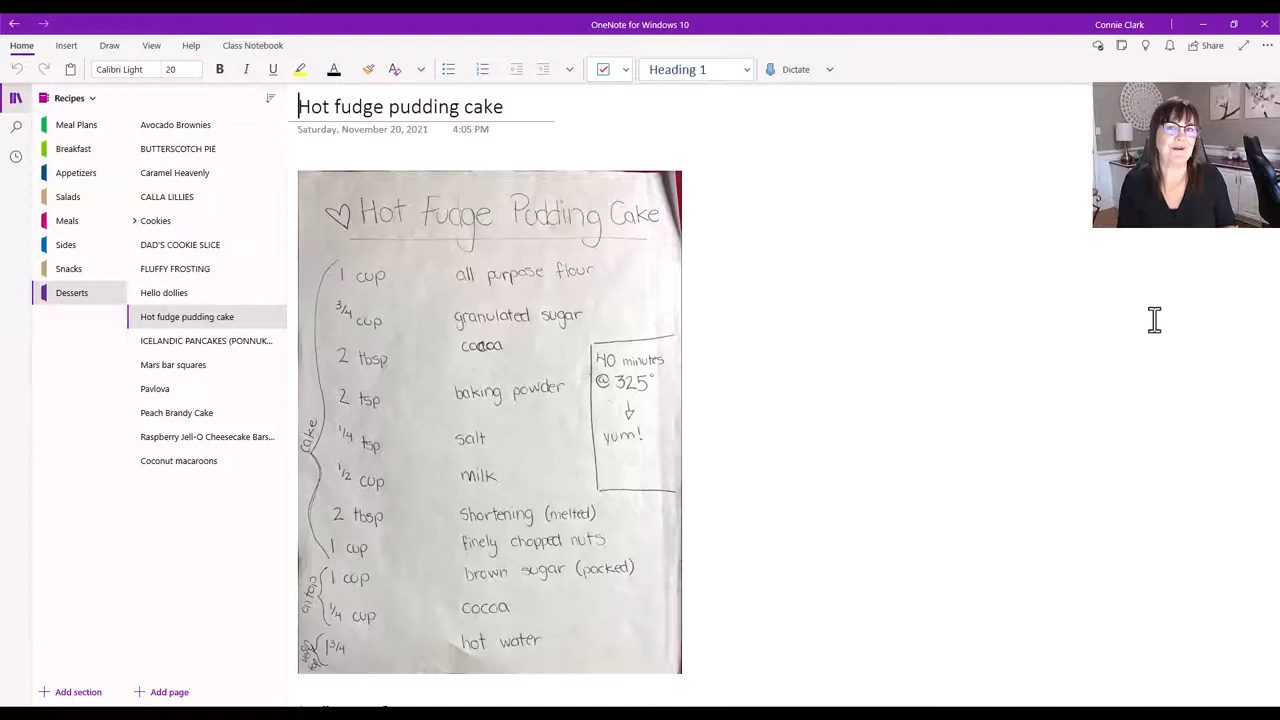 OneNote for Windows 10
Connie Clark
Home Insert Draw View Help Class Notebook
Share
Calibri Light 20 B I U A Heading 1 Dictate
Recipes
Meal Plans
Breakfast
Appetizers
Salads
Meals
Sides
Snacks
Desserts
Avocado Brownies
BUTTERSCOTCH PIE
Caramel Heavenly
CALLA LILLIES
Cookies
DAD'S COOKIE SLICE
FLUFFY FROSTING
Hello dollies
Hot fudge pudding cake
ICELANDIC PANCAKES (PONNUK...
Mars bar squares
Pavlova
Peach Brandy Cake
Raspberry Jell-O Cheesecake Bars...
Coconut macaroons
Add section
Add page
Hot fudge pudding cake
Saturday, November 20, 2021 4:05 PM
Hot Fudge Pudding Cake
cake
1 cup all purpose flour
3/4 cup granulated sugar
2 tbsp cocoa
2 tsp baking powder
1/4 tsp salt
1/2 cup milk
2 tbsp shortening (melted)
1 cup finely chopped nuts
on top
1 cup brown sugar (packed)
1/4 cup cocoa
1 3/4 hot water
40 minutes
@ 325°
yum!